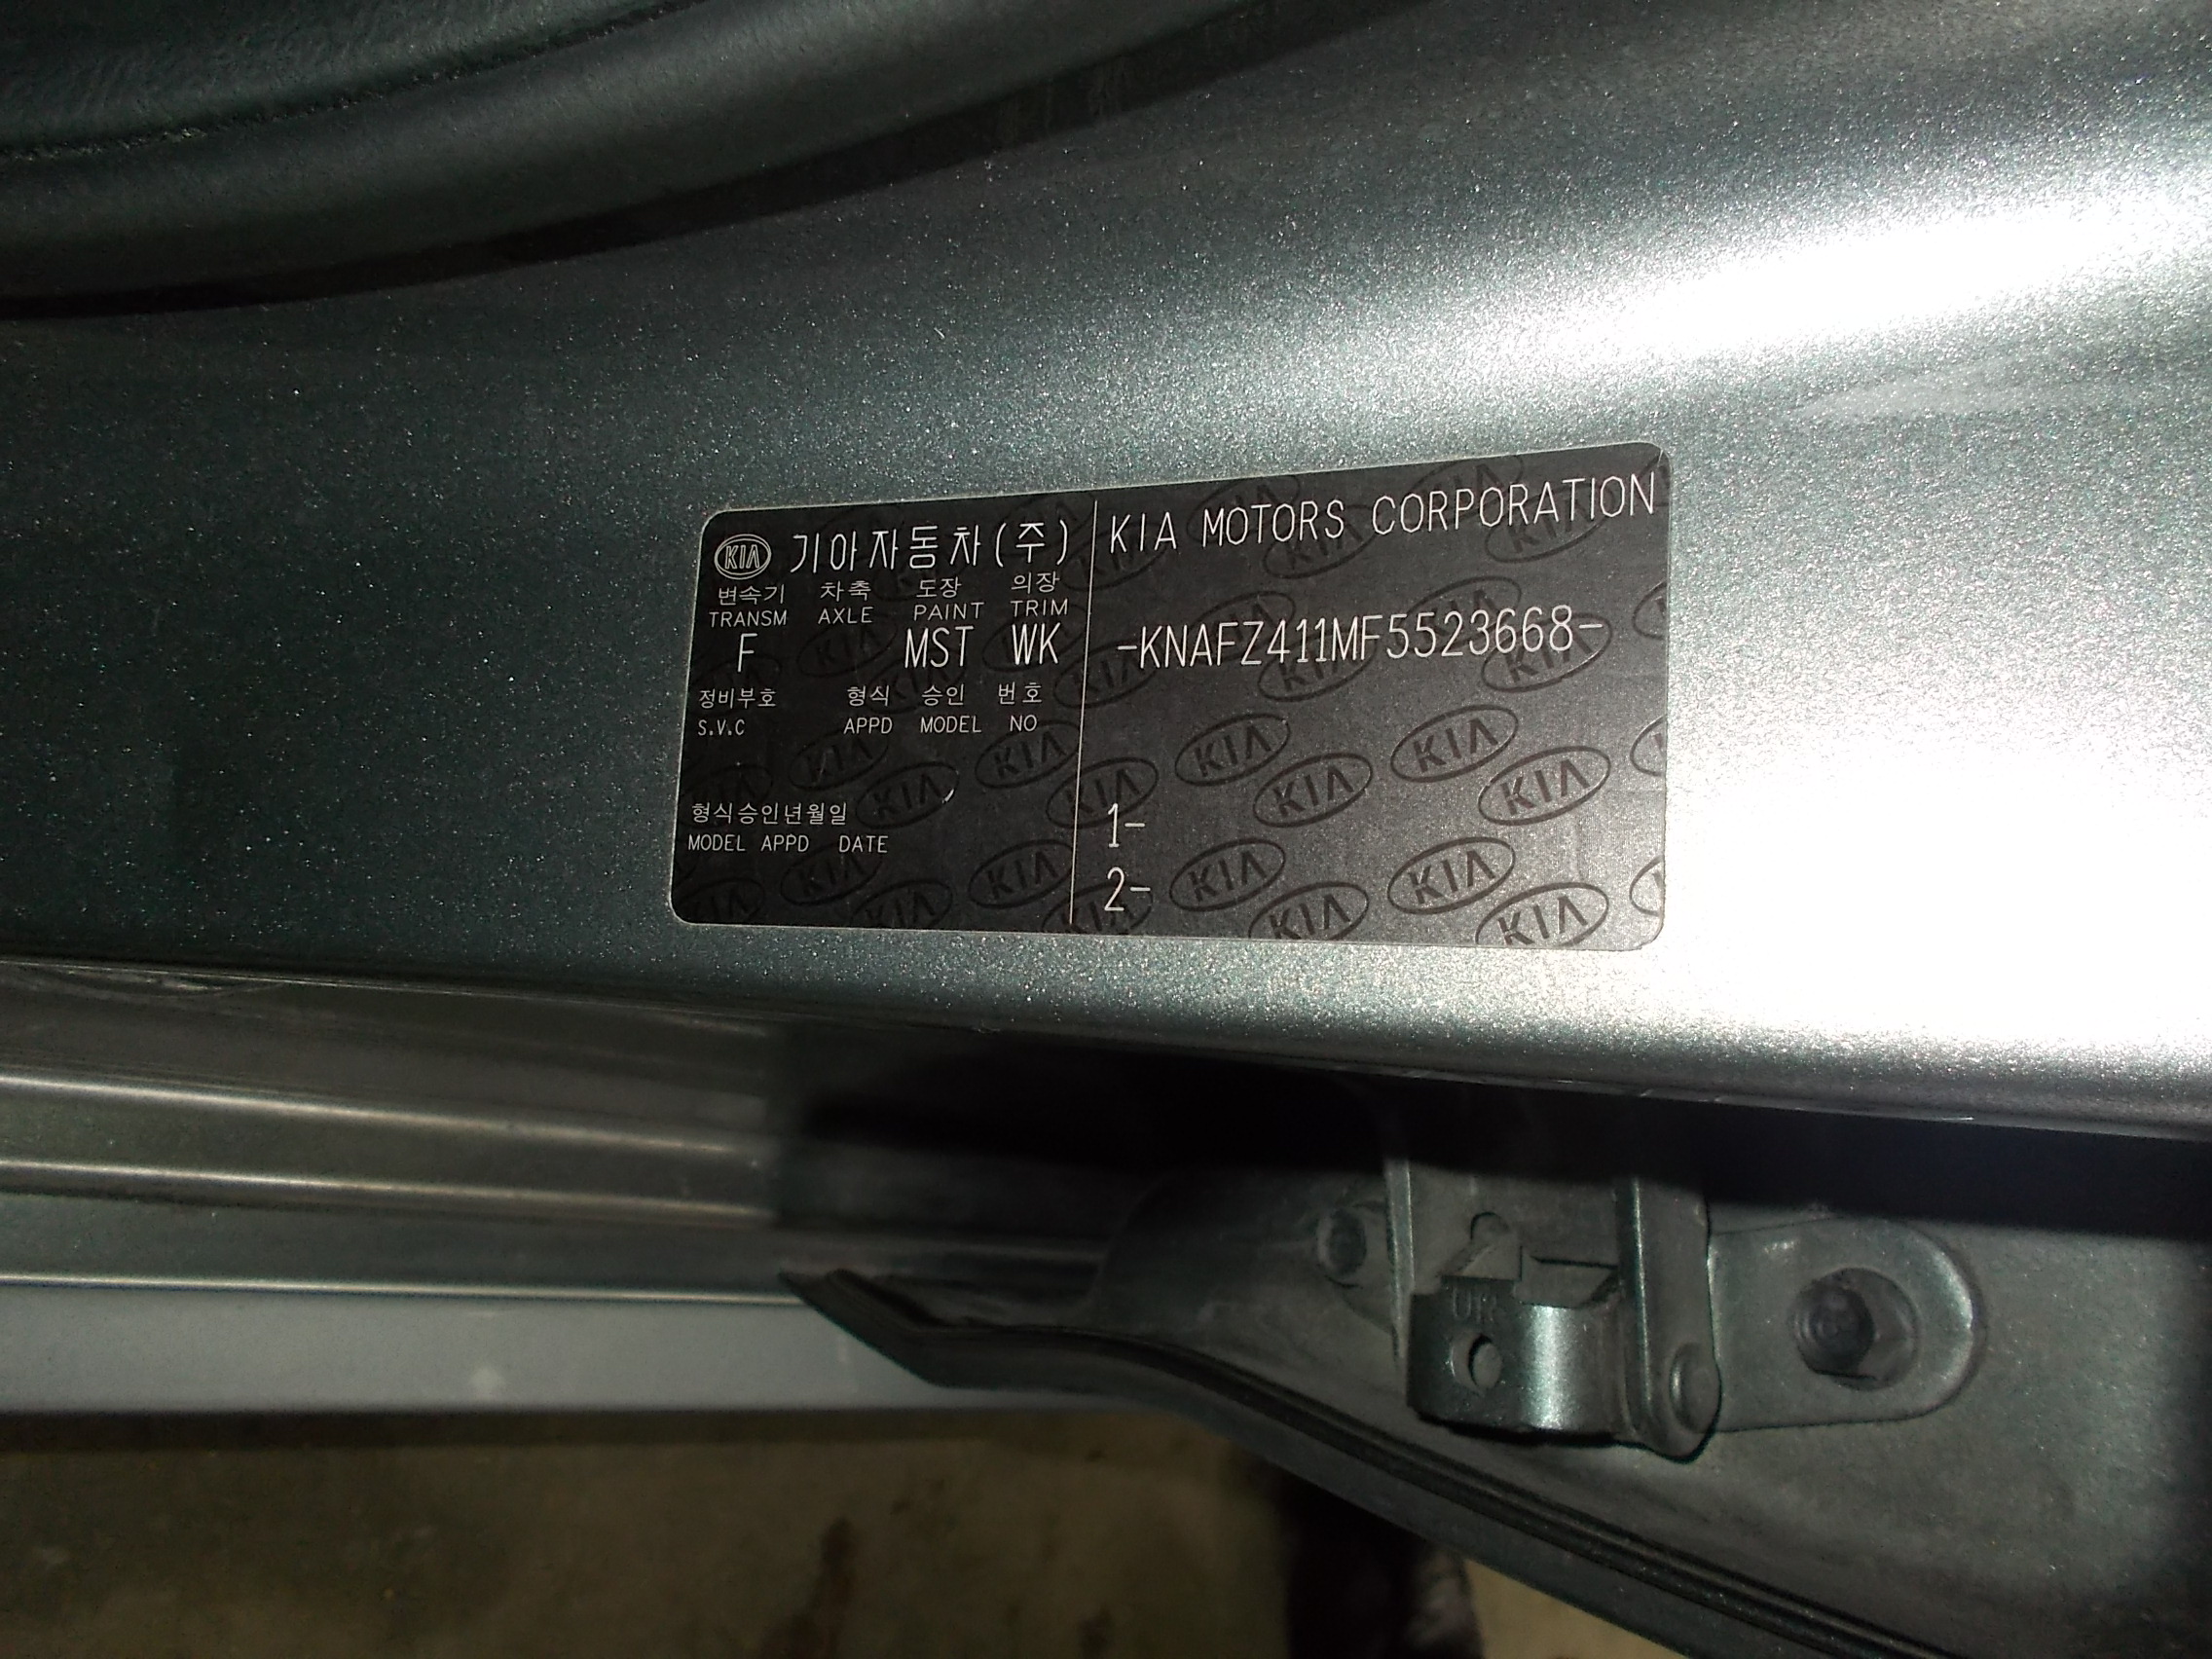 KIA 기아자동차(주)
변속기 차축 도장 의장
TRANSM AXLE PAINT TRIM
F MST WK
정비부호 형식 승인 번호
S.V.C APPD MODEL NO
형식승인년월일
MODEL APPD DATE
KIA MOTORS CORPORATION
-KNAFZ411MF5523668-
1-
2-